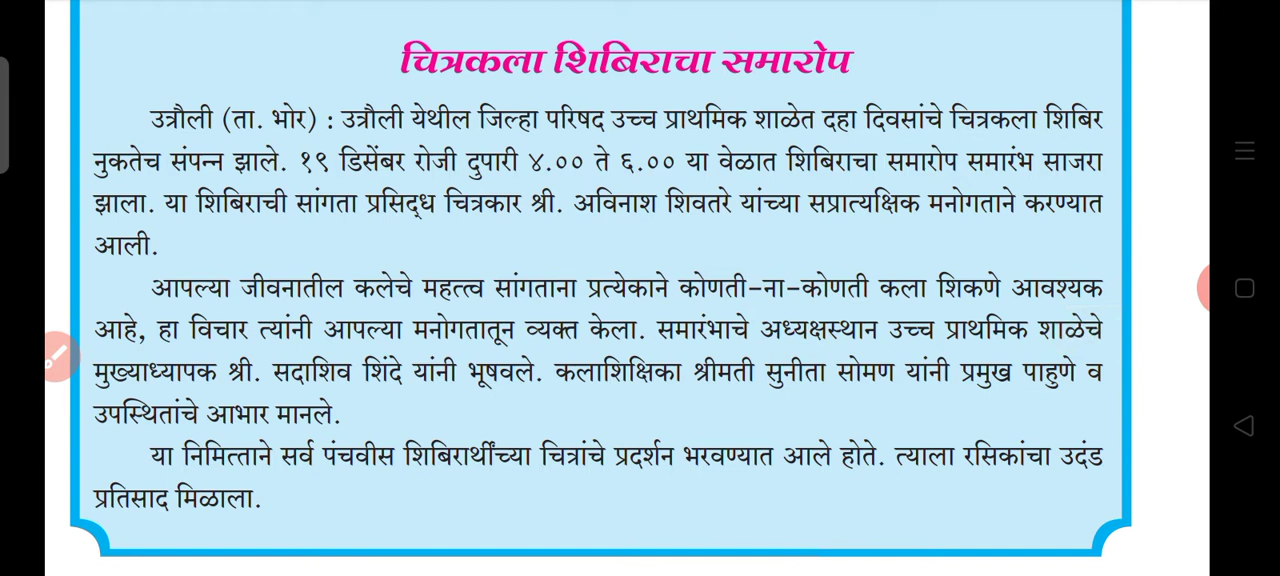 चित्रकला शिबिराचा समारोप
उत्रौली (ता. भोर) : उत्रौली येथील जिल्हा परिषद उच्च प्राथमिक शाळेत दहा दिवसांचे चित्रकला शिबिर
नुकतेच संपन्न झाले. १९ डिसेंबर रोजी दुपारी ४.०० ते ६.०० या वेळात शिबिराचा समारोप समारंभ साजरा
झाला. या शिबिराची सांगता प्रसिद्ध चित्रकार श्री. अविनाश शिवतरे यांच्या सप्रात्यक्षिक मनोगताने करण्यात
आली.
आपल्या जीवनातील कलेचे महत्त्व सांगताना प्रत्येकाने कोणती-ना-कोणती कला शिकणे आवश्यक
आहे, हा विचार त्यांनी आपल्या मनोगतातून व्यक्त केला. समारंभाचे अध्यक्षस्थान उच्च प्राथमिक शाळेचे
मुख्याध्यापक श्री. सदाशिव शिंदे यांनी भूषवले. कलाशिक्षिका श्रीमती सुनीता सोमण यांनी प्रमुख पाहुणे व
उपस्थितांचे आभार मानले.
या निमित्ताने सर्व पंचवीस शिबिरार्थींच्या चित्रांचे प्रदर्शन भरवण्यात आले होते. त्याला रसिकांचा उदंड
प्रतिसाद मिळाला.